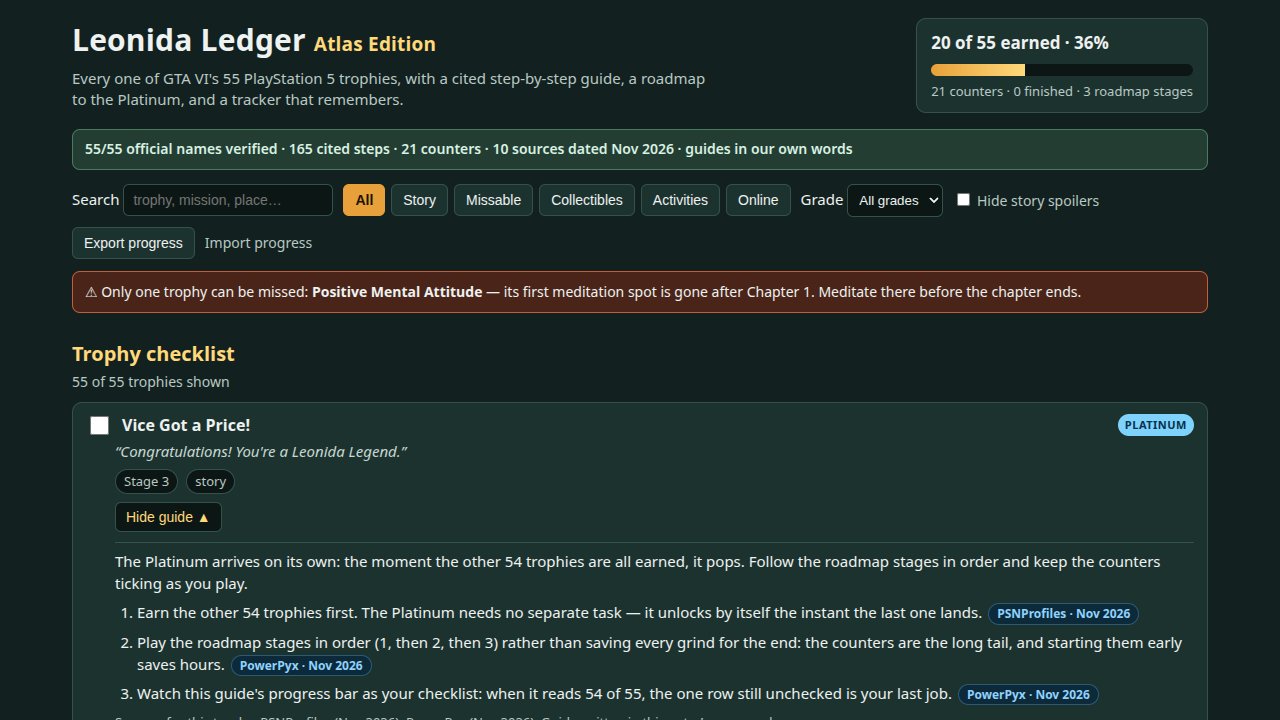 Leonida Ledger Atlas Edition
Every one of GTA VI's 55 PlayStation 5 trophies, with a cited step-by-step guide, a roadmap
to the Platinum, and a tracker that remembers.
20 of 55 earned · 36%
21 counters · 0 finished · 3 roadmap stages
55/55 official names verified · 165 cited steps · 21 counters · 10 sources dated Nov 2026 · guides in our own words
Search trophy, mission, place… All Story Missable Collectibles Activities Online Grade All grades Hide story spoilers
Export progress Import progress
⚠ Only one trophy can be missed: Positive Mental Attitude — its first meditation spot is gone after Chapter 1. Meditate there before the chapter ends.
Trophy checklist
55 of 55 trophies shown
Vice Got a Price! PLATINUM
“Congratulations! You're a Leonida Legend.”
Stage 3 story
Hide guide ▲
The Platinum arrives on its own: the moment the other 54 trophies are all earned, it pops. Follow the roadmap stages in order and keep the counters
ticking as you play.
1. Earn the other 54 trophies first. The Platinum needs no separate task — it unlocks by itself the instant the last one lands. PSNProfiles · Nov 2026
2. Play the roadmap stages in order (1, then 2, then 3) rather than saving every grind for the end: the counters are the long tail, and starting them early
saves hours. PowerPyx · Nov 2026
3. Watch this guide's progress bar as your checklist: when it reads 54 of 55, the one row still unchecked is your last job. PowerPyx · Nov 2026